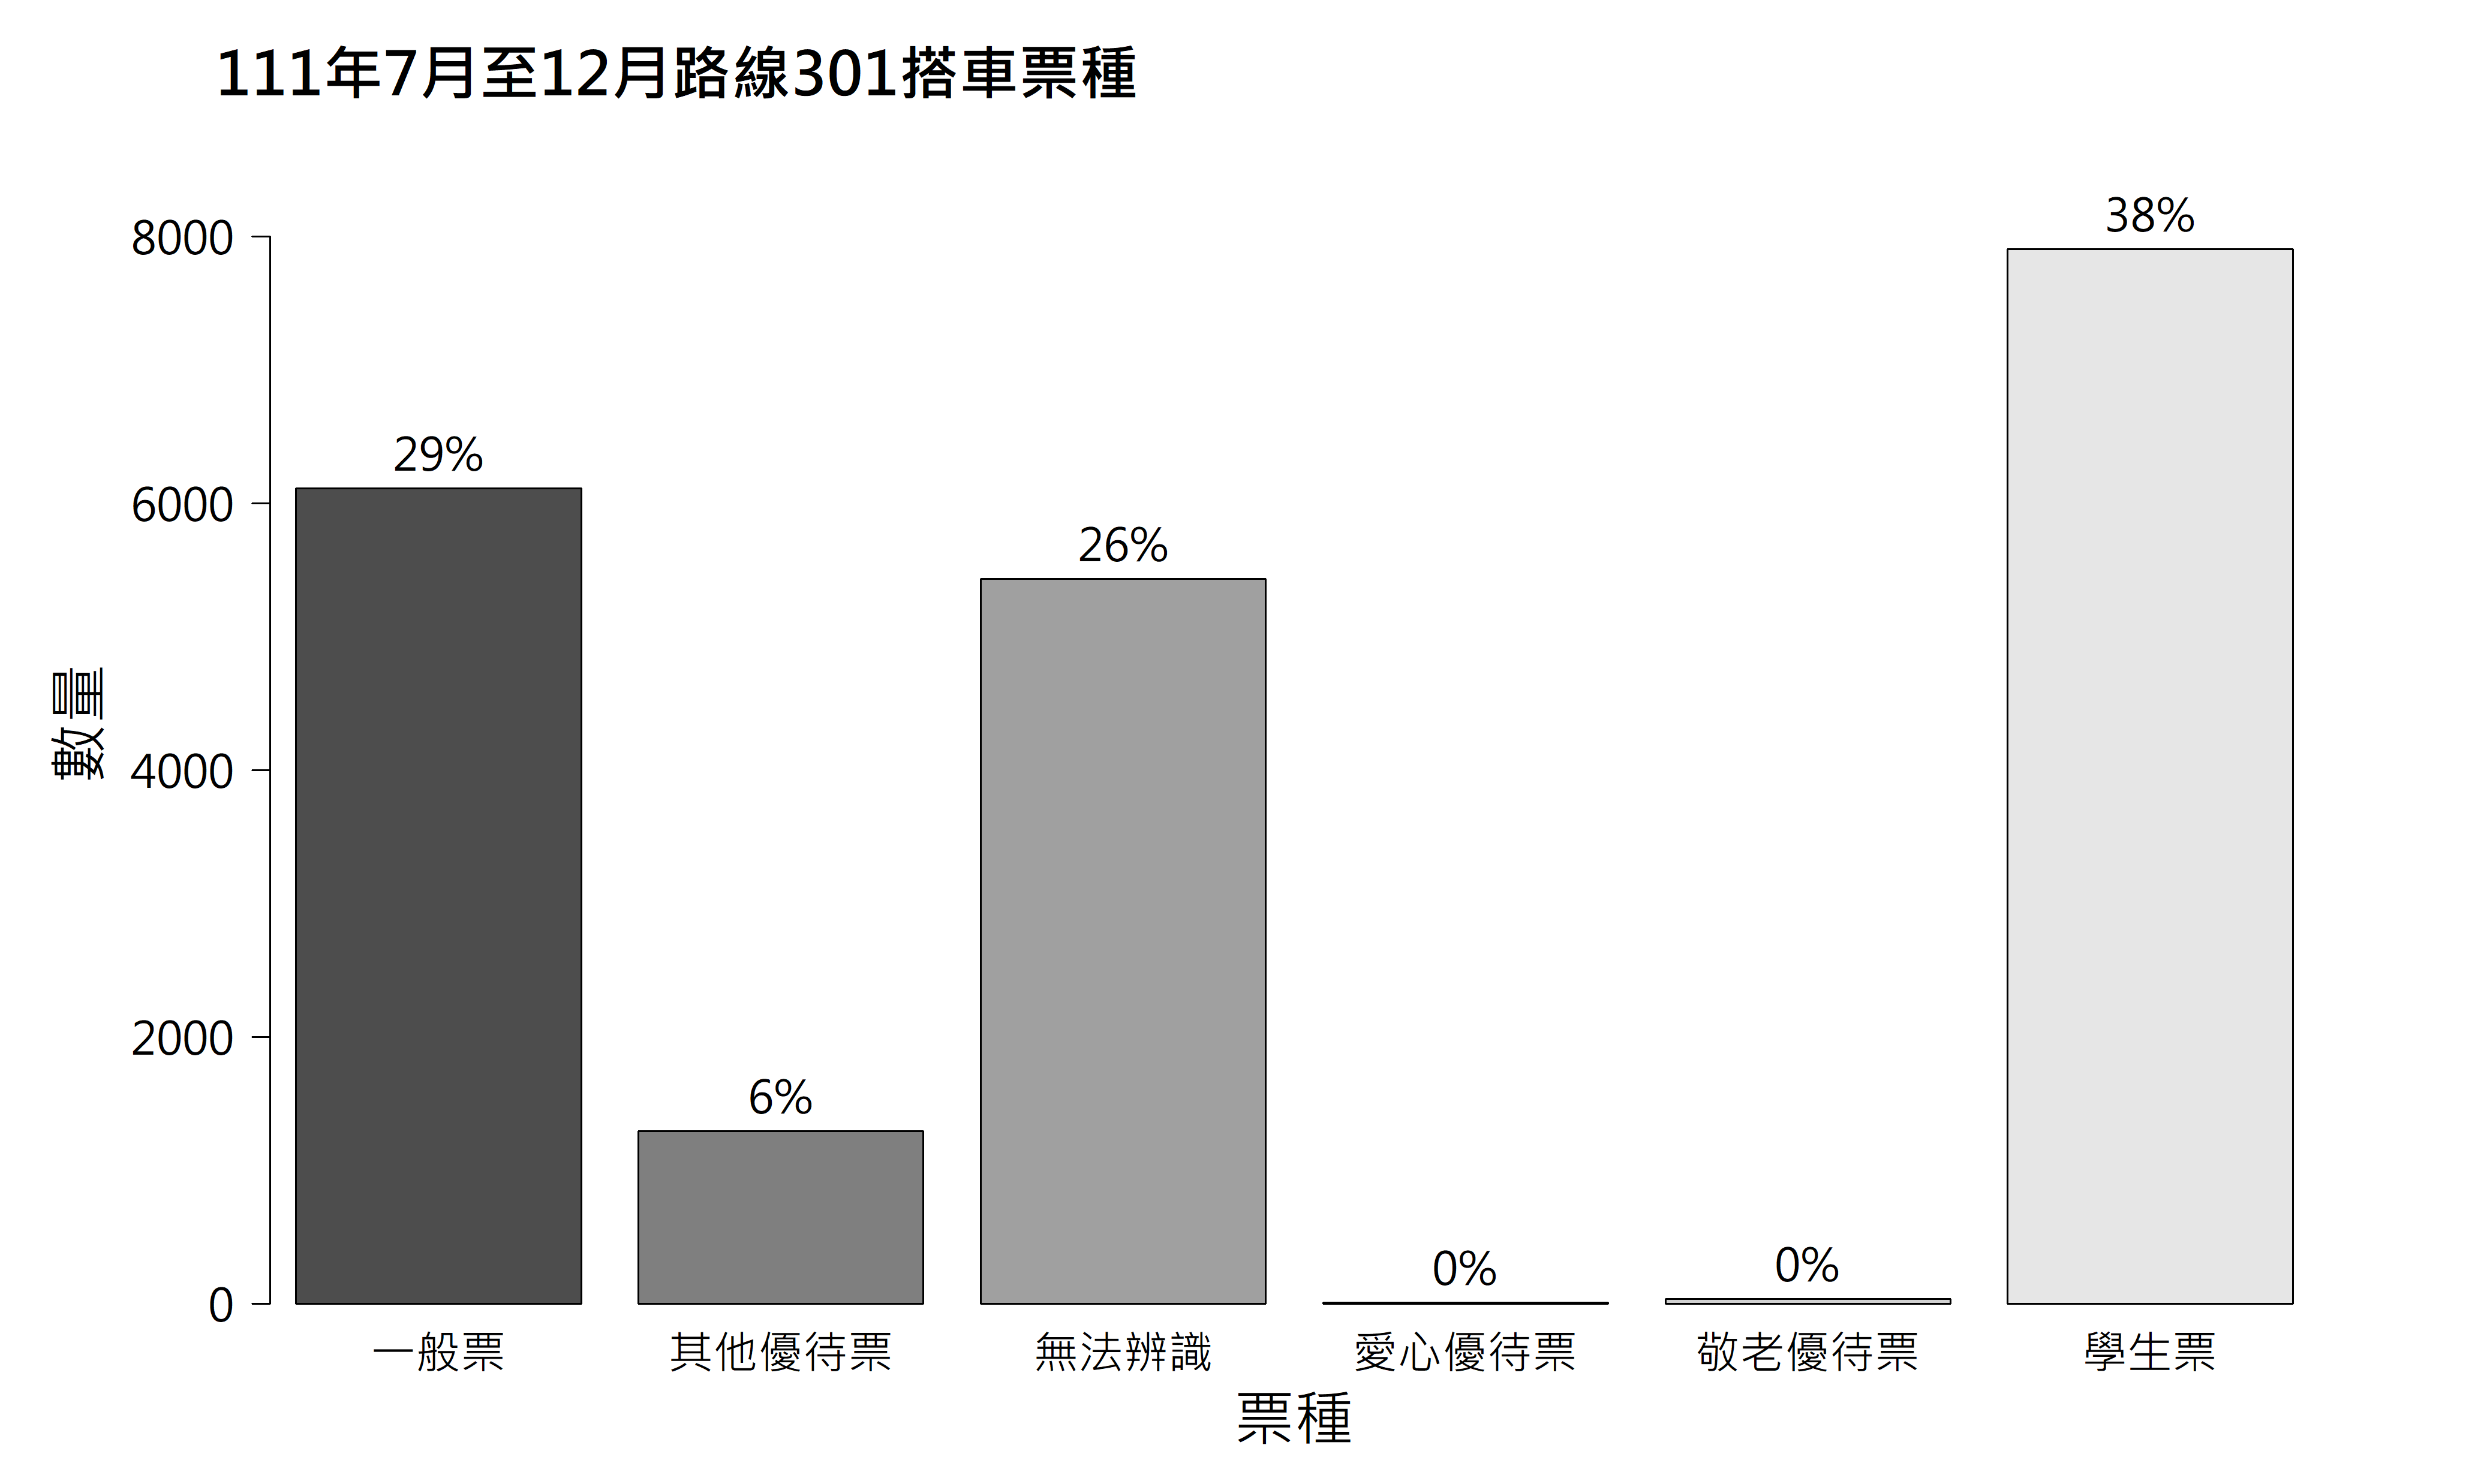 111年7月至12月路線301搭車票種
38%
8000
29%
6000
26%
數量
4000
2000
6%
0%
0%
0
一般票 其他優待票 無法辨識 愛心優待票 敬老優待票 學生票
票種